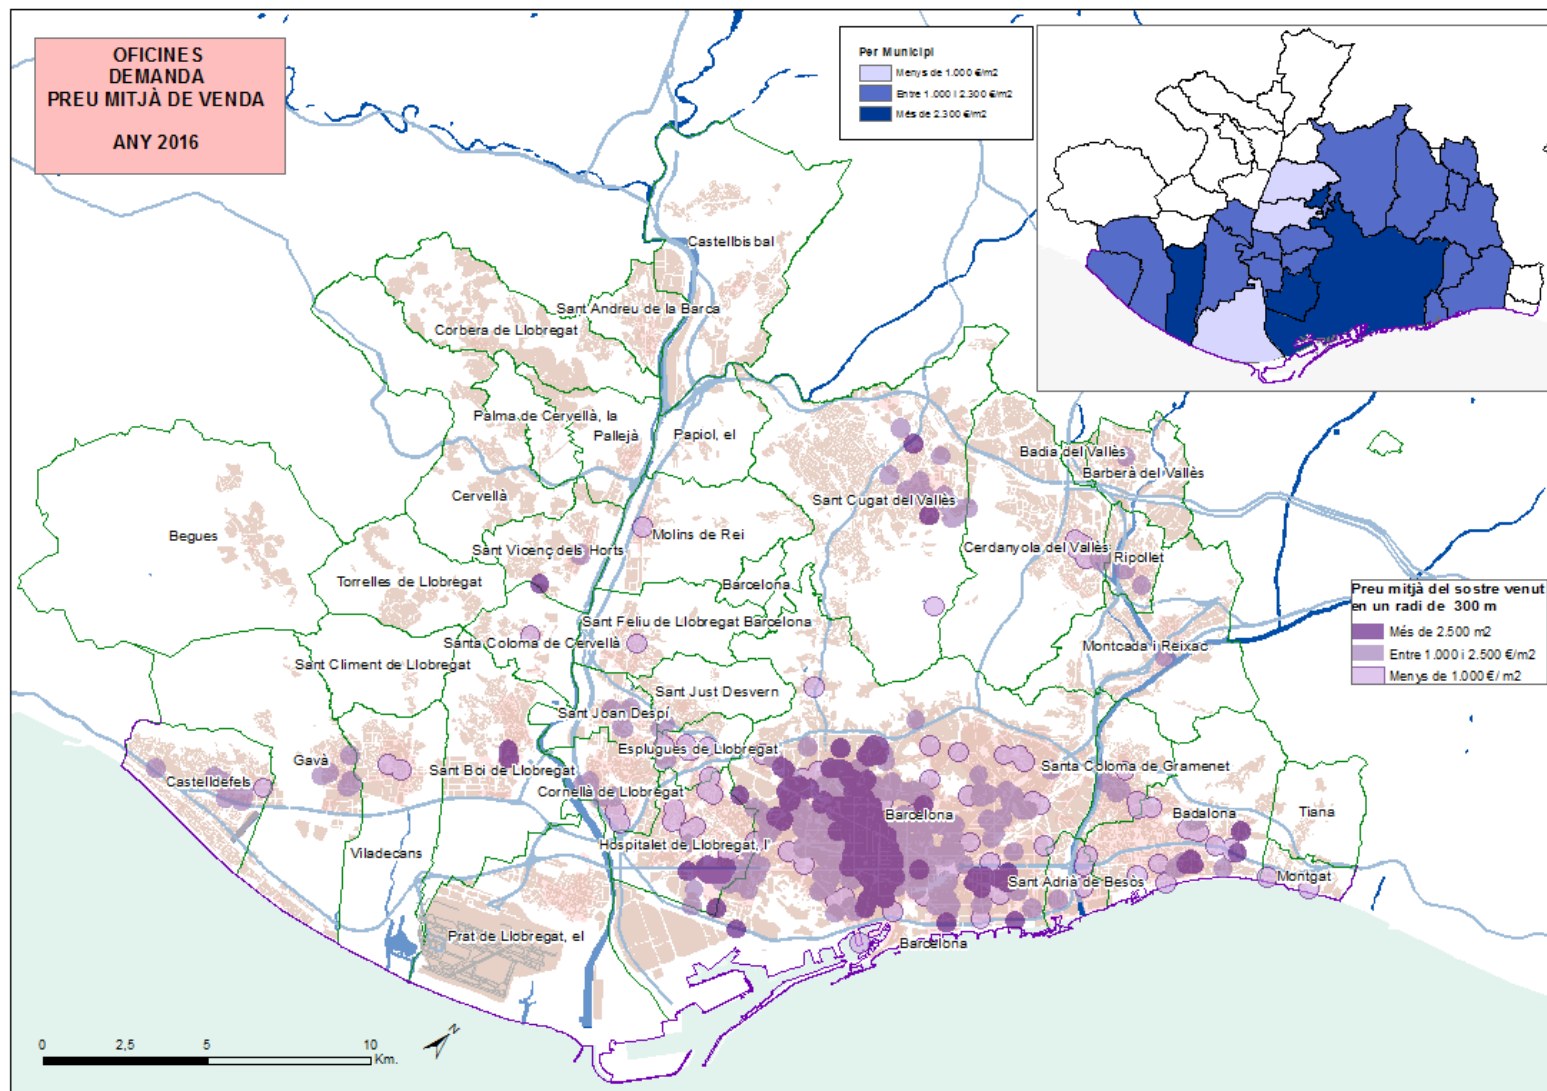 OFICINES
DEMANDA
PREU MITJÀ DE VENDA
ANY 2016
Per Municipi
Menys de 1.000 €/m2
Entre 1.000 i 2.300 €/m2
Més de 2.300 €/m2
Castellbisbal
Sant Andreu de la Barca
Corbera de Llobregat
Palma de Cervellà, la
Pallejà
Papiol, el
Badia del Vallès
Barberà del Vallès
Cervellà
Sant Cugat del Vallès
Begues
Molins de Rei
Sant Vicenç dels Horts
Cerdanyola del Vallès
Ripollet
Torrelles de Llobregat
Barcelona
Preu mitjà del sostre venut
en un radi de 300 m
Més de 2.500 m2
Entre 1.000 i 2.500 €/m2
Menys de 1.000 €/ m2
Sant Feliu de Llobregat
Barcelona
Santa Coloma de Cervellà
Montcada i Reixac
Sant Climent de Llobregat
Sant Just Desvern
Sant Joan Despí
Esplugues de Llobregat
Gavà
Sant Boi de Llobregat
Santa Coloma de Gramenet
Castelldefels
Cornellà de Llobregat
Barcelona
Badalona
Tiana
Hospitalet de Llobregat, l'
Viladecans
Sant Adrià de Besòs
Montgat
Prat de Llobregat, el
Barcelona
N
0 2,5 5 10
Km.